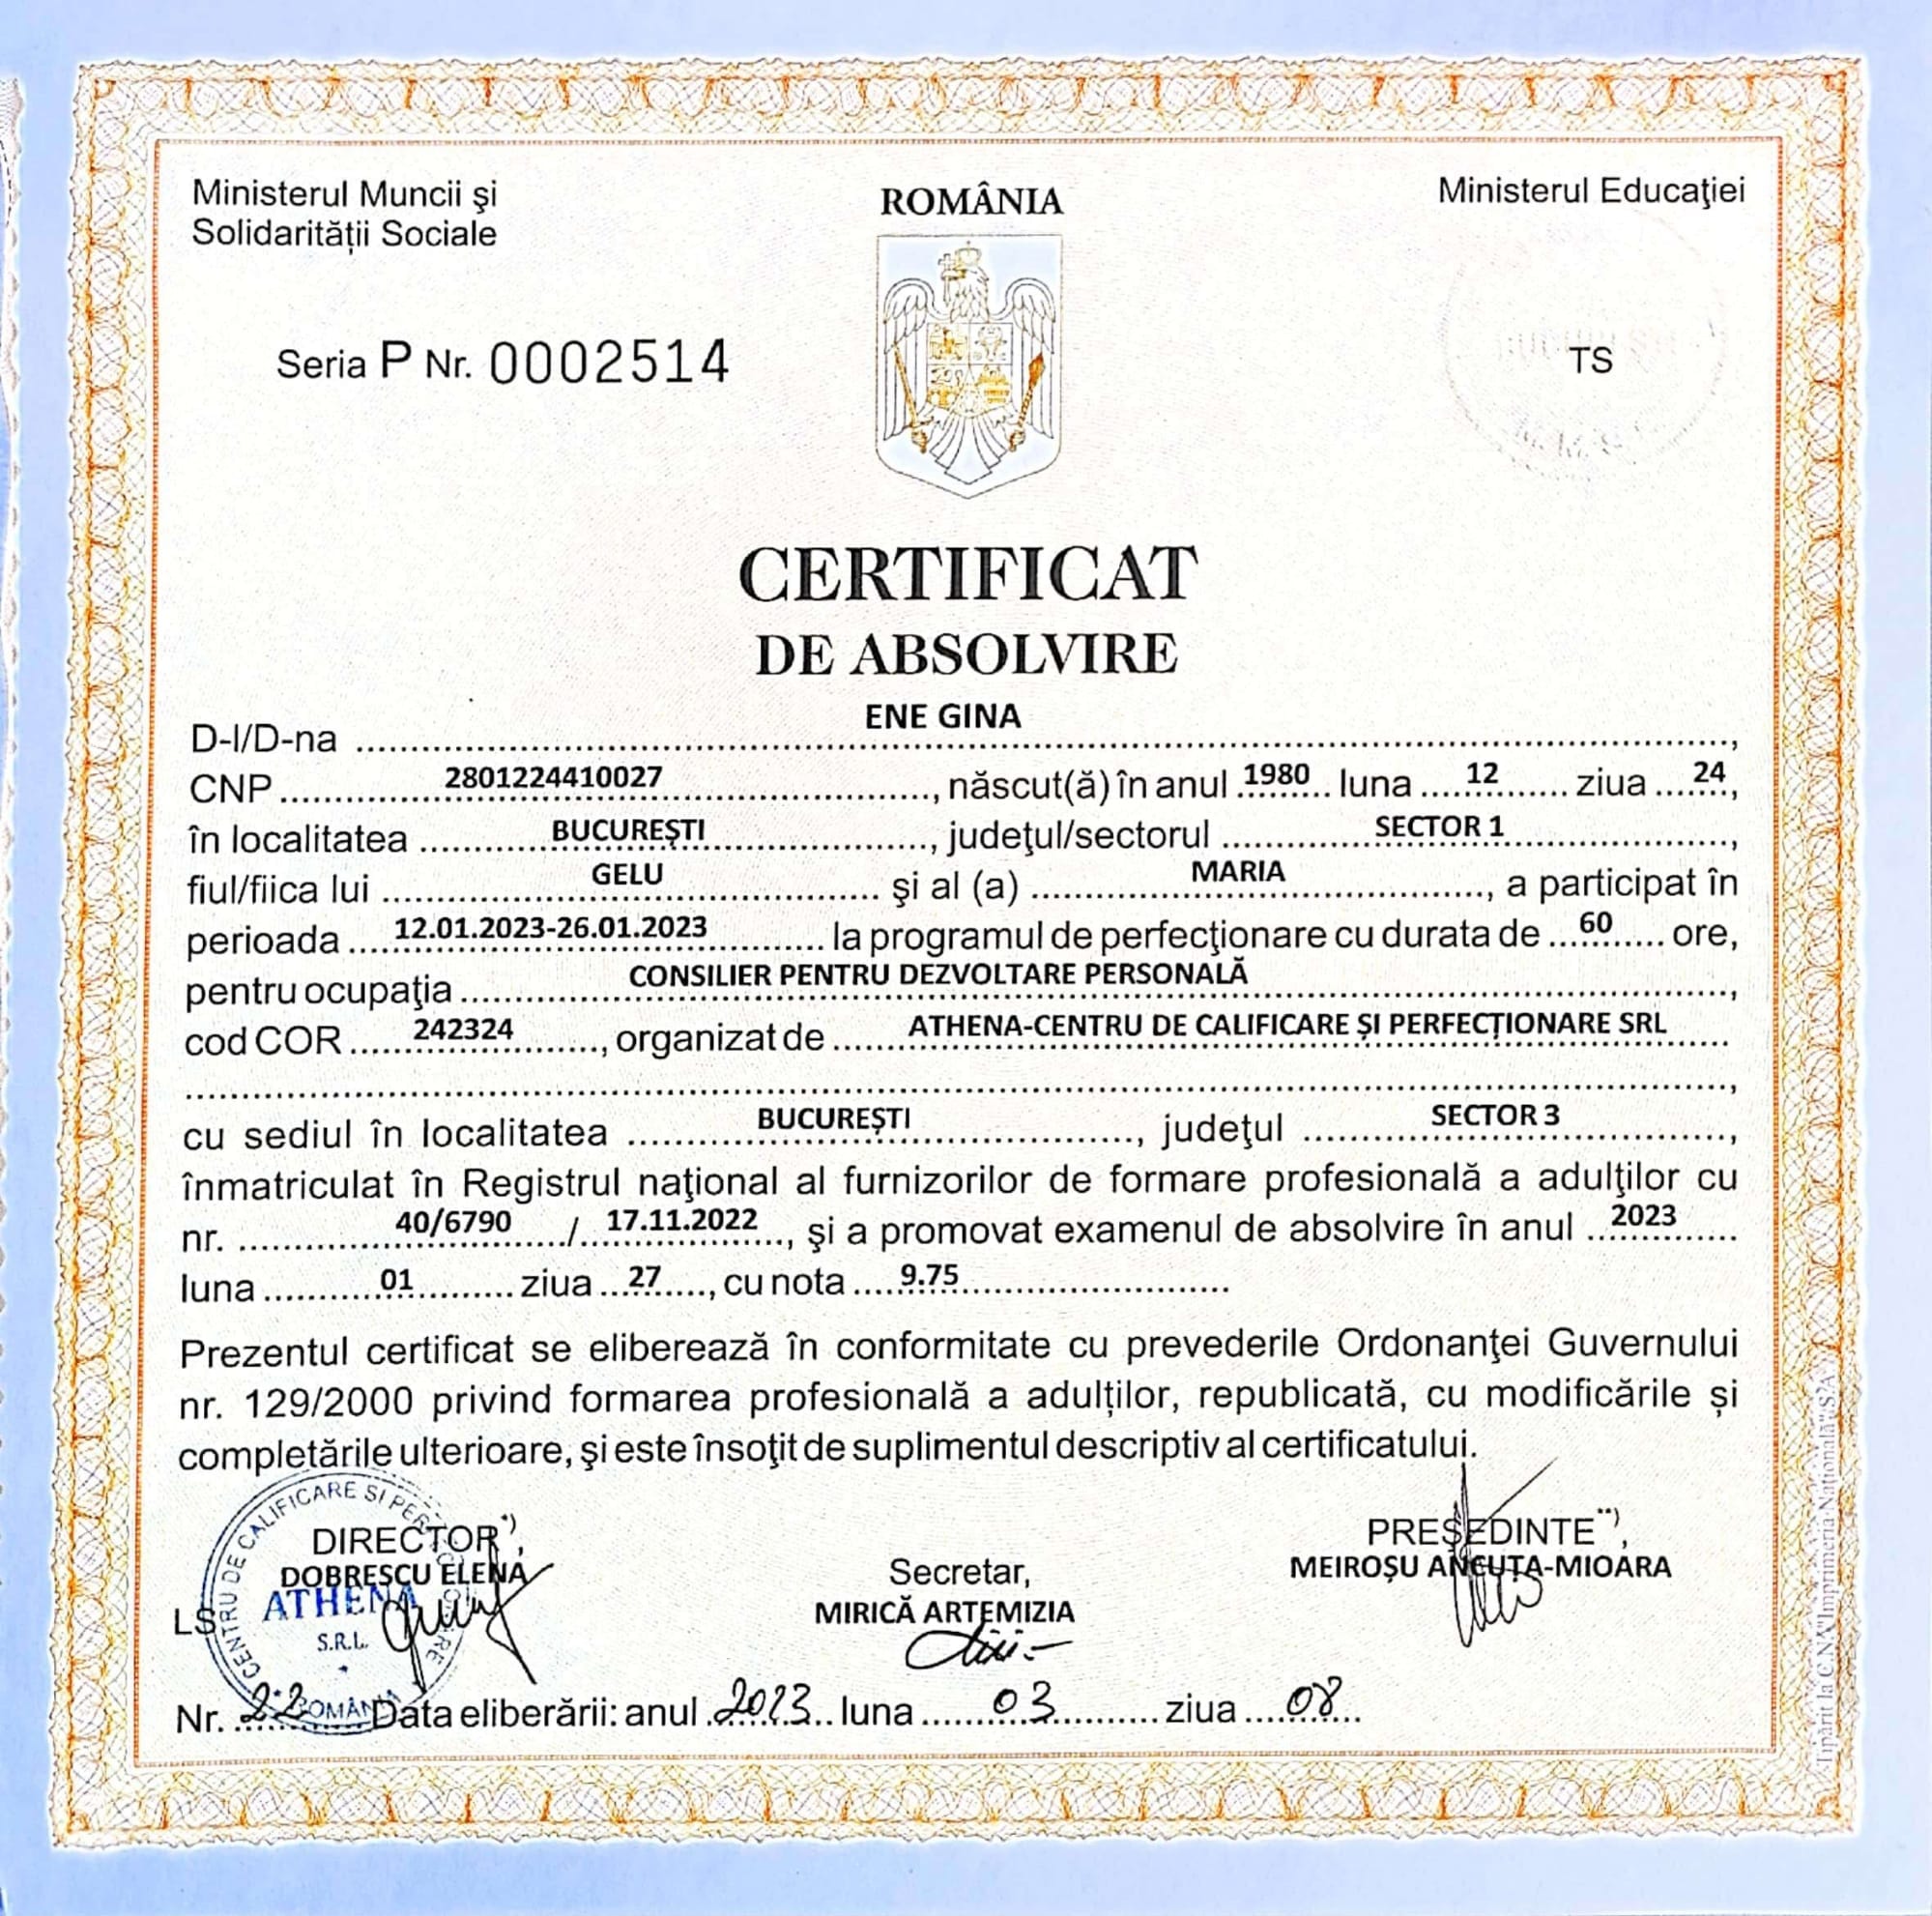 Ministerul Muncii şi
Solidarității Sociale
ROMÂNIA
Ministerul Educaţiei
Seria P Nr. 0002514
TS
CERTIFICAT
DE ABSOLVIRE
D-l/D-na ENE GINA,
CNP 2801224410027, născut(ă) în anul 1980 luna 12 ziua 24,
în localitatea BUCUREȘTI, judeţul/sectorul SECTOR 1,
fiul/fiica lui GELU şi al (a) MARIA, a participat în
perioada 12.01.2023-26.01.2023 la programul de perfecţionare cu durata de 60 ore,
pentru ocupaţia CONSILIER PENTRU DEZVOLTARE PERSONALĂ,
cod COR 242324, organizat de ATHENA-CENTRU DE CALIFICARE ȘI PERFECȚIONARE SRL,
cu sediul în localitatea BUCUREȘTI, judeţul SECTOR 3,
înmatriculat în Registrul naţional al furnizorilor de formare profesională a adulţilor cu
nr. 40/6790 / 17.11.2022, şi a promovat examenul de absolvire în anul 2023
luna 01 ziua 27, cu nota 9.75
Prezentul certificat se eliberează în conformitate cu prevederile Ordonanţei Guvernului
nr. 129/2000 privind formarea profesională a adulților, republicată, cu modificările și
completările ulterioare, şi este însoţit de suplimentul descriptiv al certificatului.
DIRECTOR*),
DOBRESCU ELENA
Secretar,
MIRICĂ ARTEMIZIA
PREŞEDINTE**),
MEIROȘU ANCUȚA-MIOARA
LS
CENTRU DE CALIFICARE SI PERFECTIONARE
ATHENA
S.R.L.
ROMÂNIA
Nr. 22 Data eliberării: anul 2023 luna 03 ziua 08
Tipărit la C.N. "Imprimeria Națională" SA